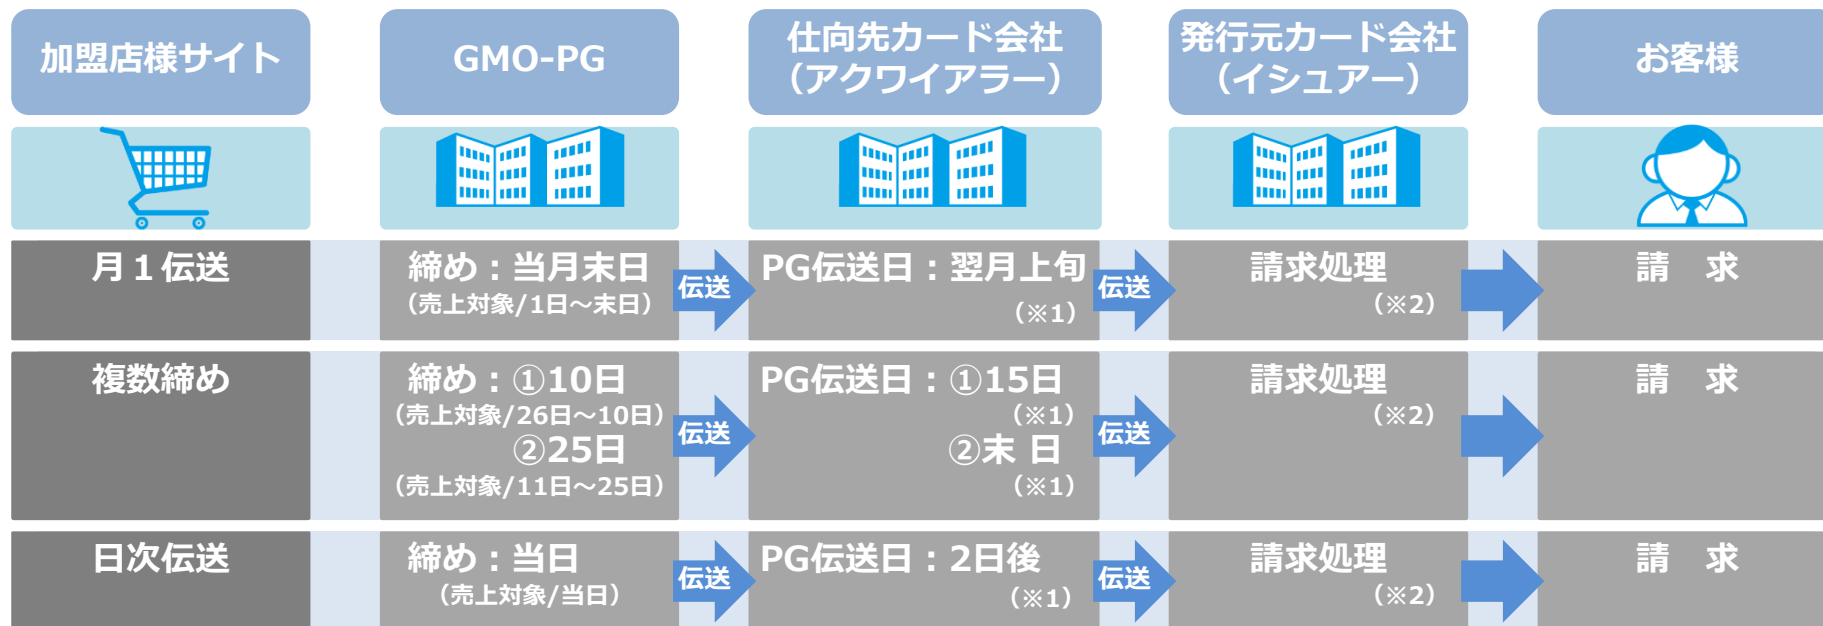 加盟店様サイト
GMO-PG
仕向先カード会社
（アクワイアラー）
発行元カード会社
（イシュアー）
お客様
月１伝送
締め：当月末日
（売上対象/1日～末日）
伝送
PG伝送日：翌月上旬
（※1）
伝送
請求処理
（※2）
請　求
複数締め
締め：①10日
（売上対象/26日～10日）
②25日
（売上対象/11日～25日）
伝送
PG伝送日：①15日
（※1）
②末 日
（※1）
伝送
請求処理
（※2）
請　求
日次伝送
締め：当日
（売上対象/当日）
伝送
PG伝送日：2日後
（※1）
伝送
請求処理
（※2）
請　求